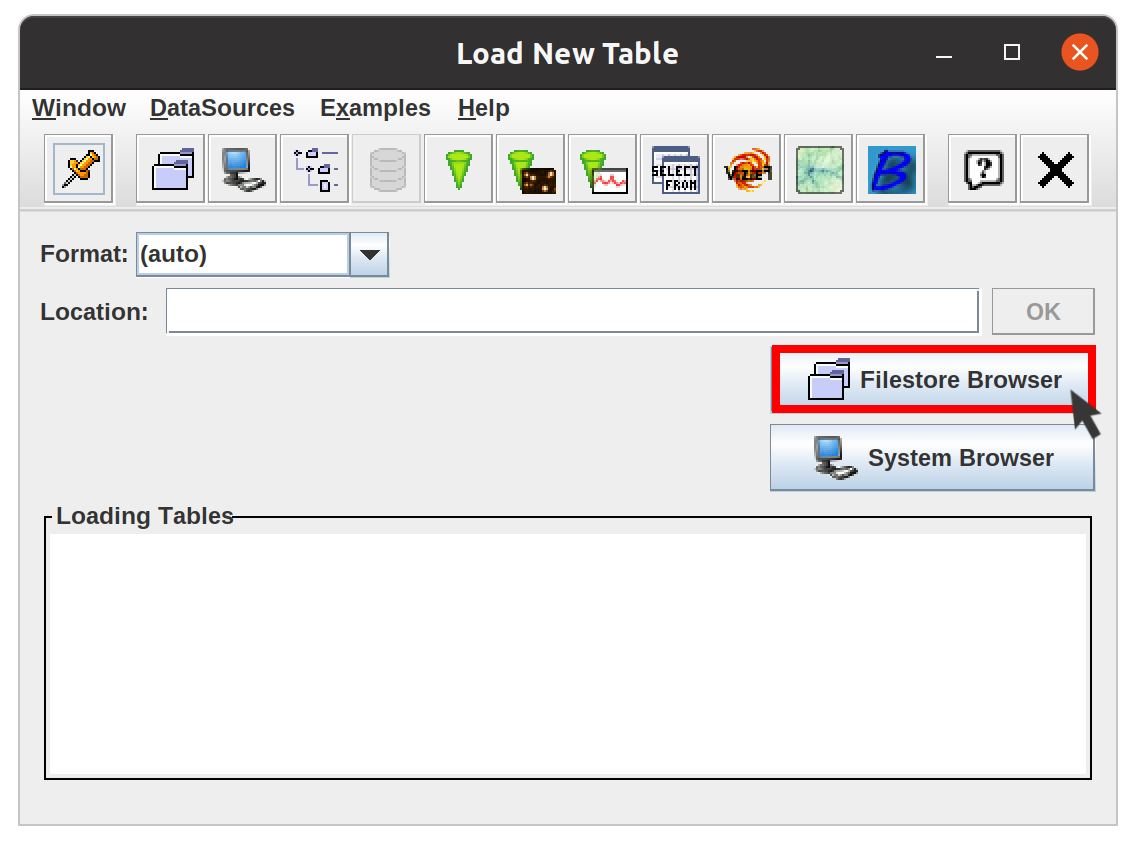 Load New Table
Window DataSources Examples Help
SELECT
FROM
VizieR
?
B
Format: (auto)
Location:
OK
Filestore Browser
System Browser
Loading Tables